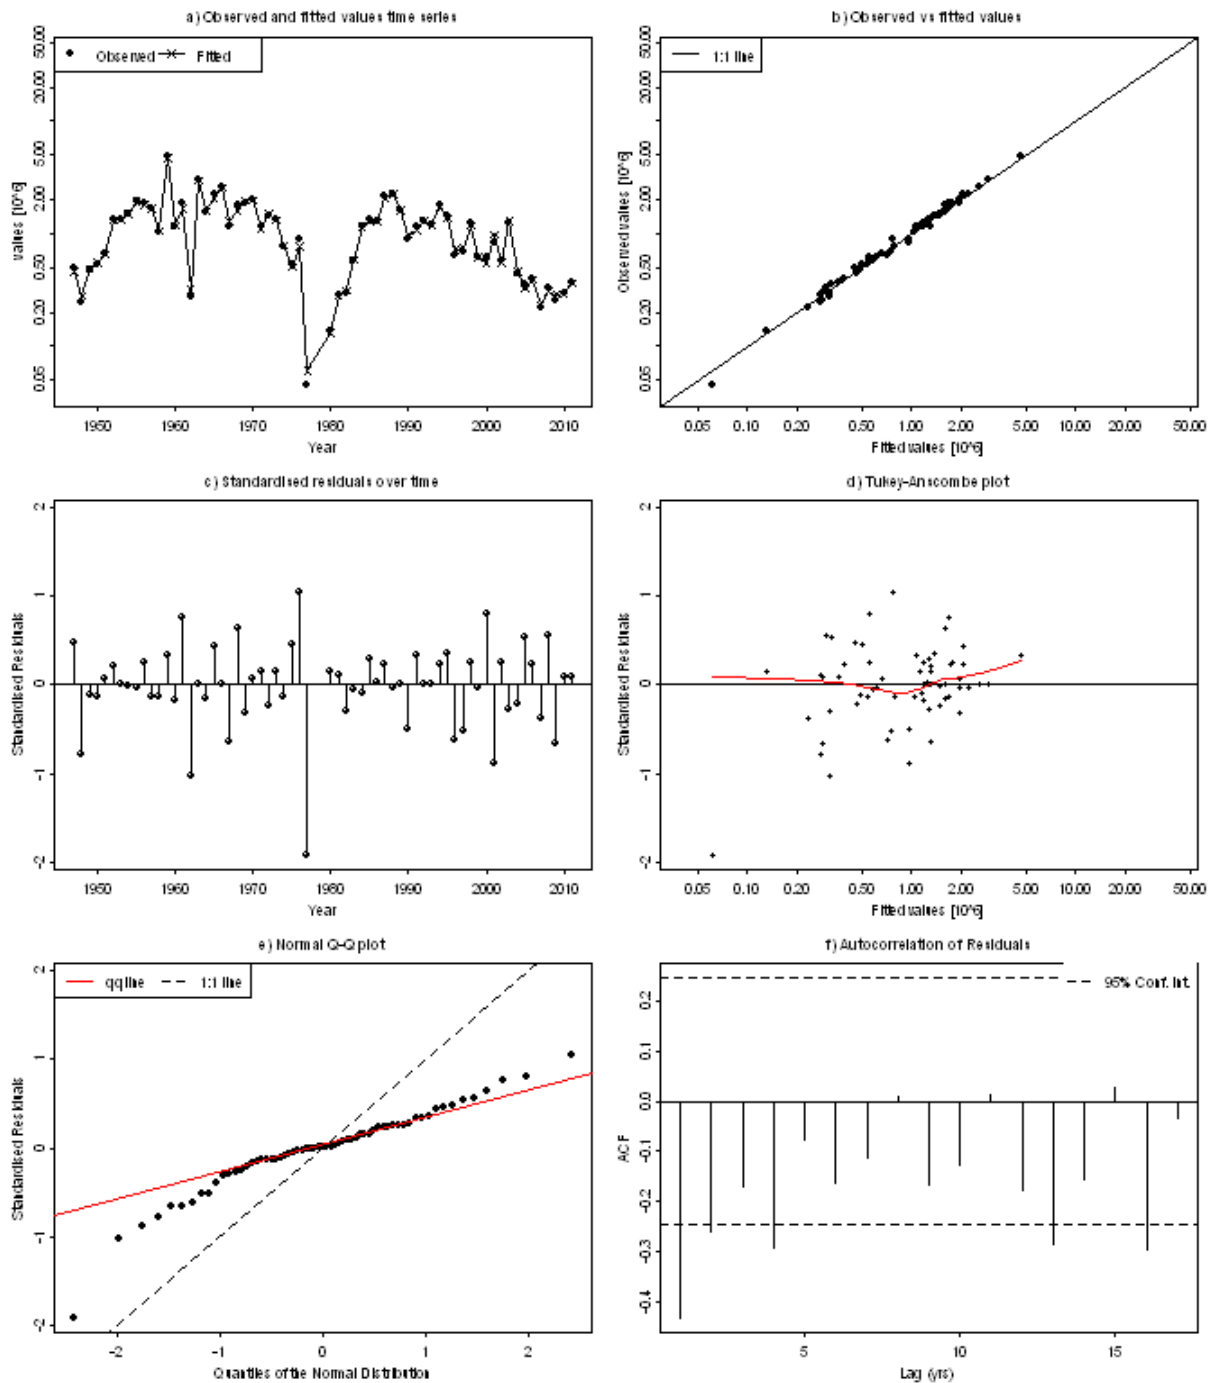 a) Observed and fitted values time series
Observed Fitted
values [10^6]
50.00
20.00
5.00
2.00
0.50
0.20
0.05
1950 1960 1970 1980 1990 2000 2010
Year
b) Observed vs fitted values
1:1 line
Observed values [10^6]
50.00
20.00
5.00
2.00
0.50
0.20
0.05
0.05 0.10 0.20 0.50 1.00 2.00 5.00 10.00 20.00 50.00
Fitted values [10^6]
c) Standardised residuals over time
Standardised Residuals
2
1
0
-1
-2
1950 1960 1970 1980 1990 2000 2010
Year
d) Tukey-Anscombe plot
Standardised Residuals
2
1
0
-1
-2
0.05 0.10 0.20 0.50 1.00 2.00 5.00 10.00 20.00 50.00
Fitted values [10^6]
e) Normal Q-Q plot
qq line 1:1 line
Standardised Residuals
2
1
0
-1
-2
-2 -1 0 1 2
Quantiles of the Normal Distribution
f) Autocorrelation of Residuals
95% Conf. Int.
ACF
0.2
0.1
0.0
-0.1
-0.2
-0.3
-0.4
5 10 15
Lag (yrs)